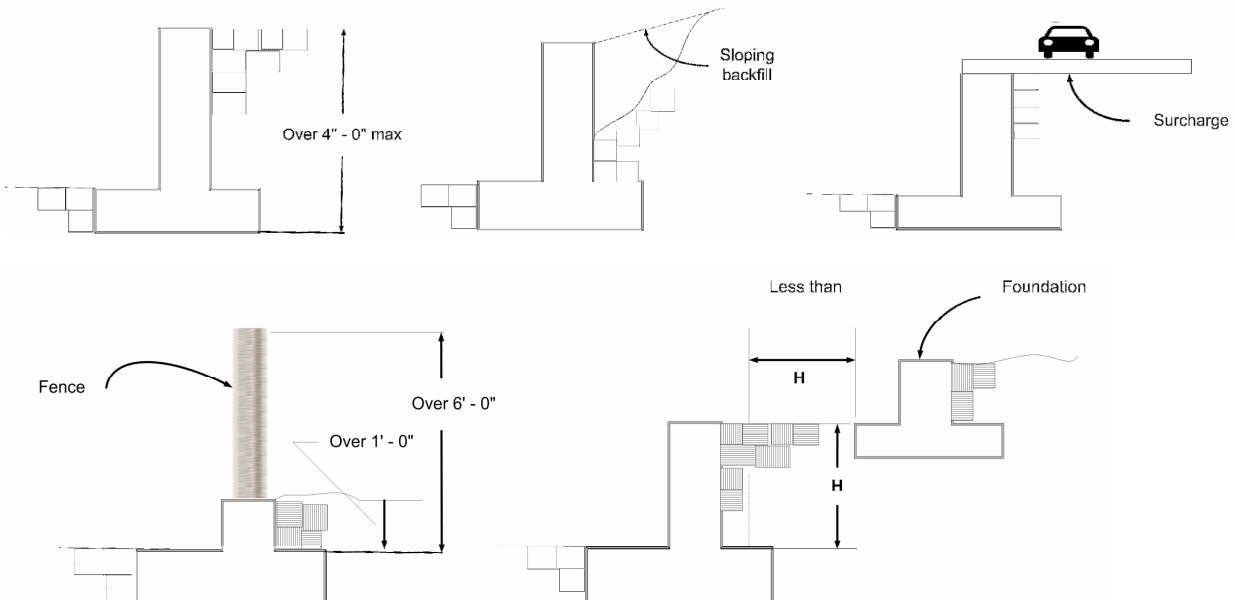 Over 4" - 0" max
Sloping
backfill
Surcharge
Fence
Over 6' - 0"
Over 1' - 0"
Less than
H
H
Foundation